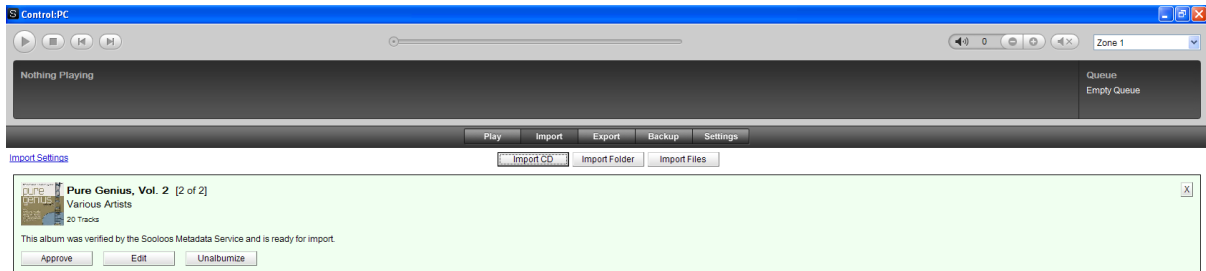 S Control:PC
0
Zone 1
Nothing Playing
Queue
Empty Queue
Play Import Export Backup Settings
Import Settings
Import CD Import Folder Import Files
pure
genius
Pure Genius, Vol. 2 [2 of 2]
X
Various Artists
20 Tracks
This album was verified by the Sooloos Metadata Service and is ready for import.
Approve Edit Unalbumize